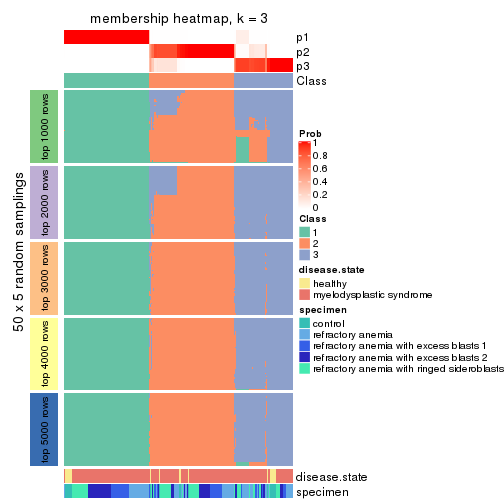 membership heatmap, k = 3
p1
p2
p3
Class
50 x 5 random samplings
top 1000 rows
top 2000 rows
top 3000 rows
top 4000 rows
top 5000 rows
disease.state
specimen
Prob
1
0.8
0.6
0.4
0.2
0
Class
1
2
3
disease.state
healthy
myelodysplastic syndrome
specimen
control
refractory anemia
refractory anemia with excess blasts 1
refractory anemia with excess blasts 2
refractory anemia with ringed sideroblasts